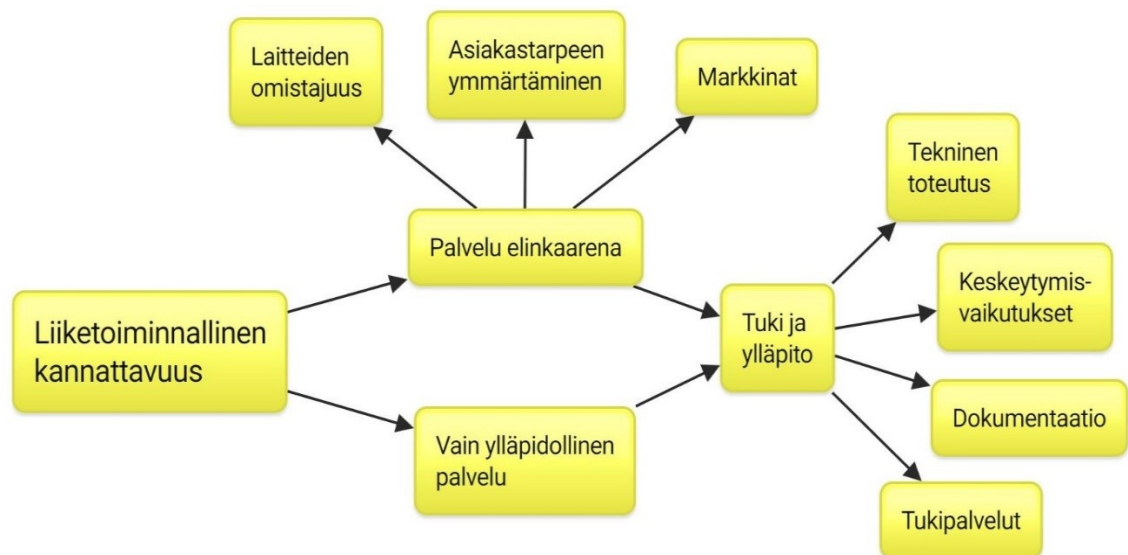 Laitteiden
omistajuus
Asiakastarpeen
ymmärtäminen
Markkinat
Tekninen
toteutus
Palvelu elinkaarena
Keskeytymis-
vaikutukset
Liiketoiminnallinen
kannattavuus
Tuki ja
ylläpito
Vain ylläpidollinen
palvelu
Dokumentaatio
Tukipalvelut